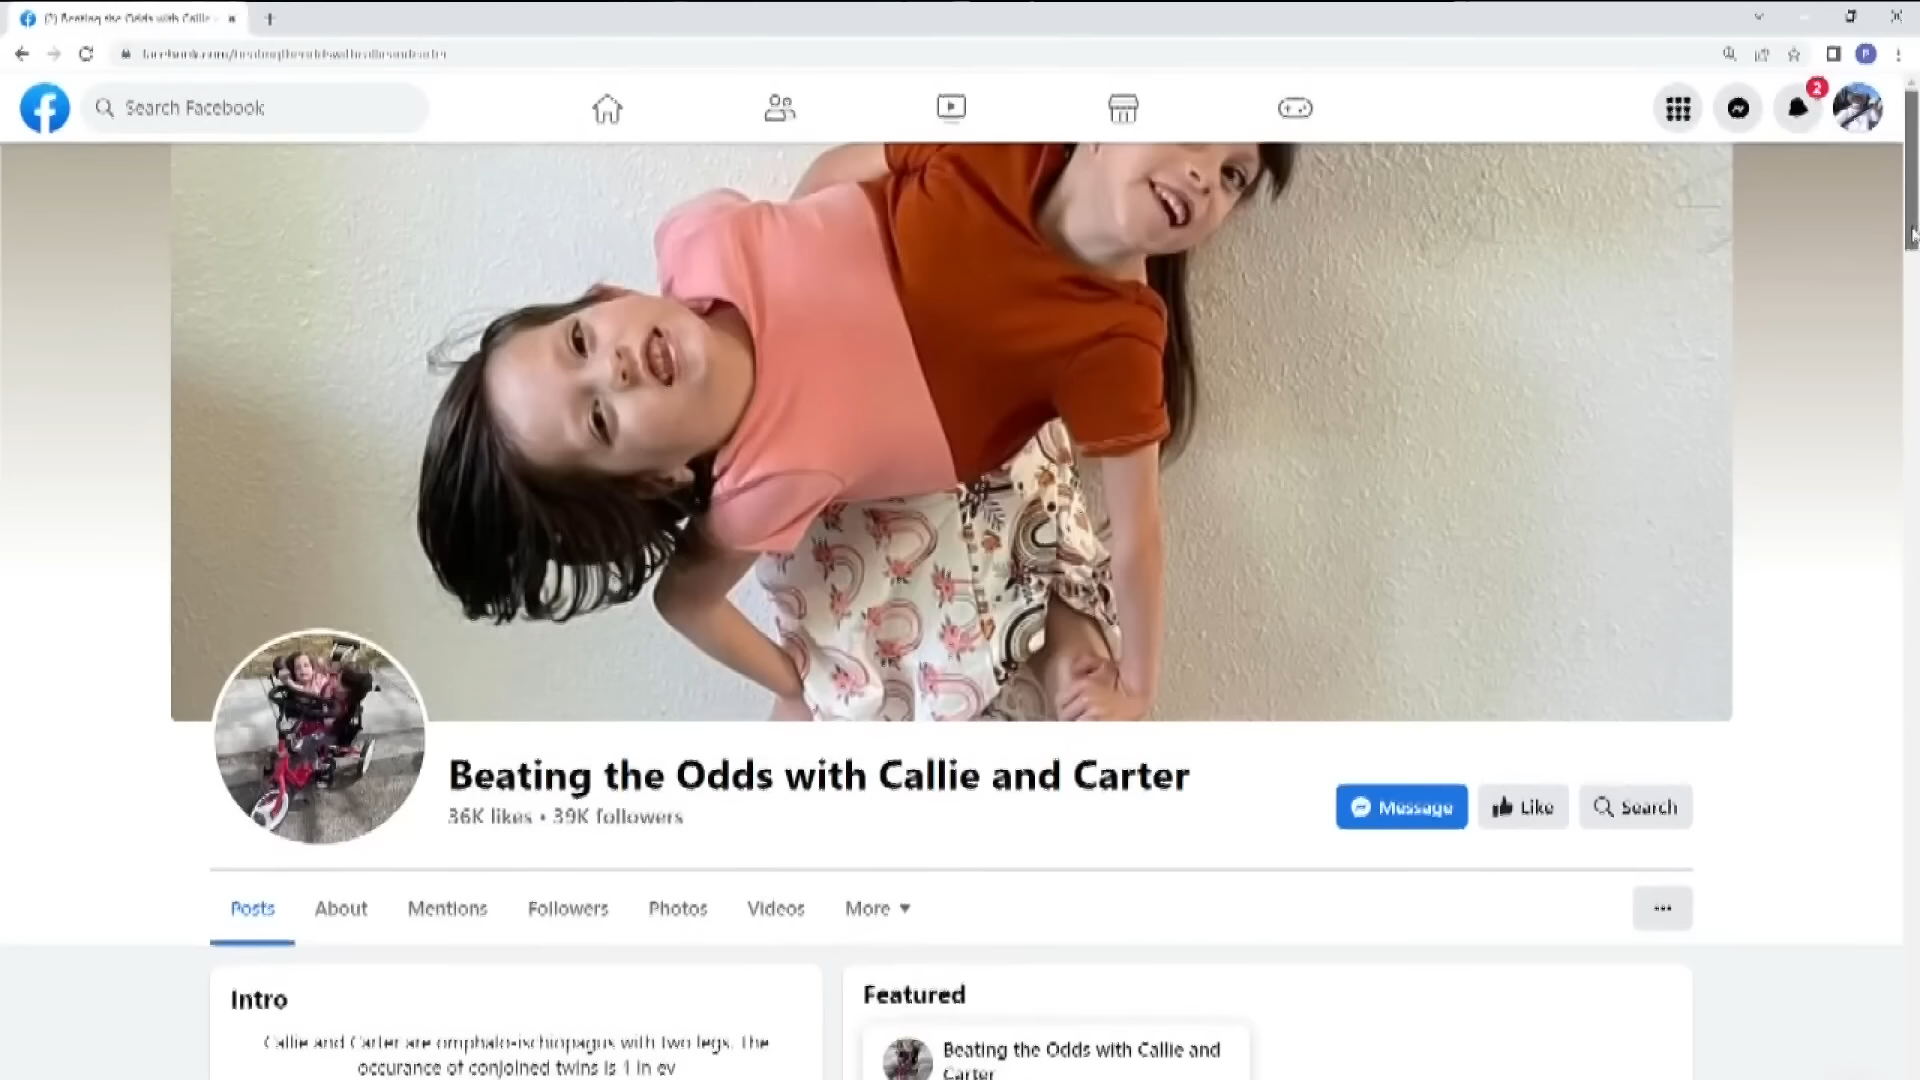 (2) Beating the Odds with Callie
Search Facebook
2
Beating the Odds with Callie and Carter
36K likes • 39K followers
Message
Like
Search
Posts
About
Mentions
Followers
Photos
Videos
More
Intro
Callie and Carter are omphalo-ischiopagus with two legs. The
occurance of conjoined twins is 1 in ev
Featured
Beating the Odds with Callie and
Carter